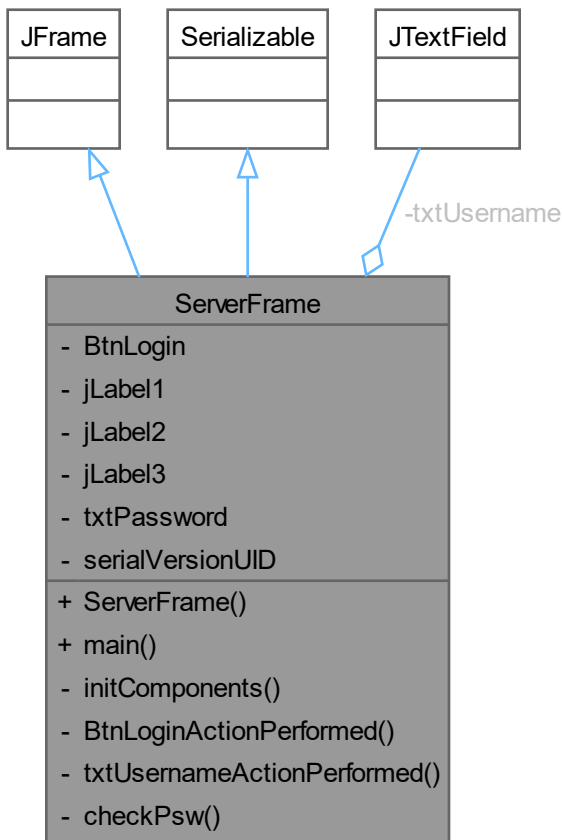 JFrame
Serializable
JTextField
-txtUsername
ServerFrame
- BtnLogin
- jLabel1
- jLabel2
- jLabel3
- txtPassword
- serialVersionUID
+ ServerFrame()
+ main()
- initComponents()
- BtnLoginActionPerformed()
- txtUsernameActionPerformed()
- checkPsw()